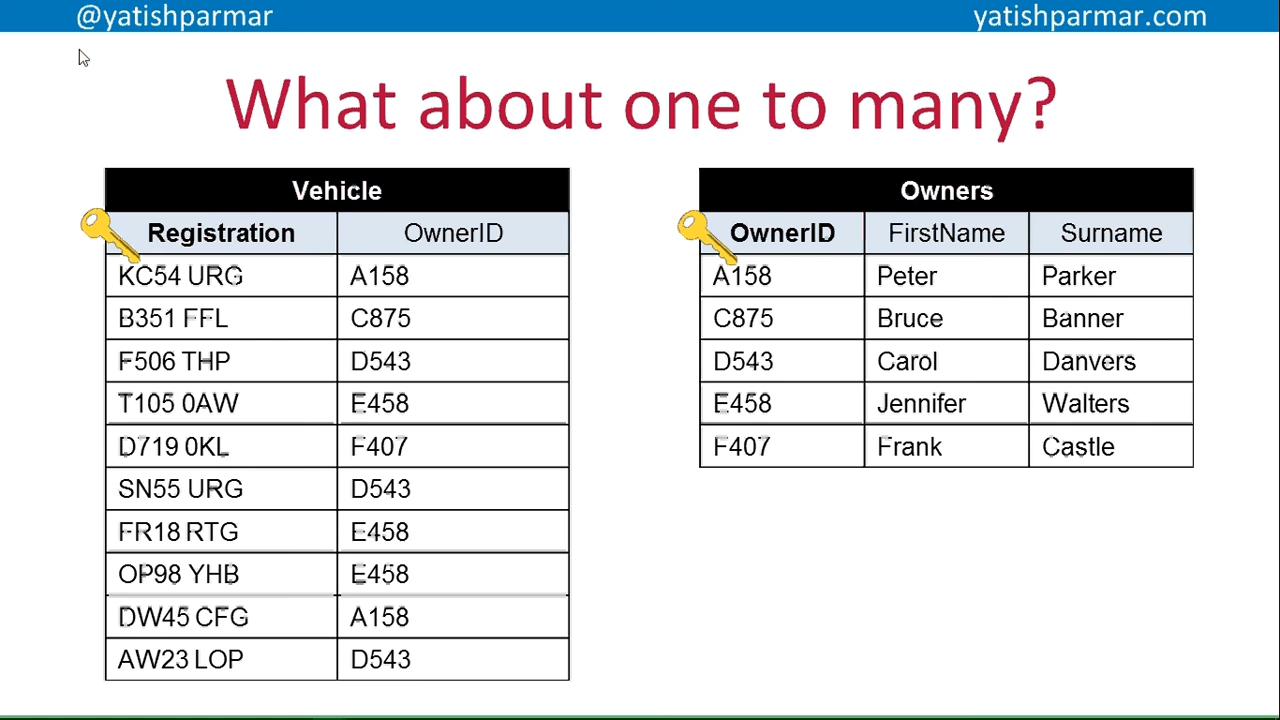 @yatishparmar yatishparmar.com
What about one to many?
Vehicle
Registration OwnerID
KC54 URG A158
B351 FFL C875
F506 THP D543
T105 0AW E458
D719 0KL F407
SN55 URG D543
FR18 RTG E458
OP98 YHB E458
DW45 CFG A158
AW23 LOP D543
Owners
OwnerID FirstName Surname
A158 Peter Parker
C875 Bruce Banner
D543 Carol Danvers
E458 Jennifer Walters
F407 Frank Castle